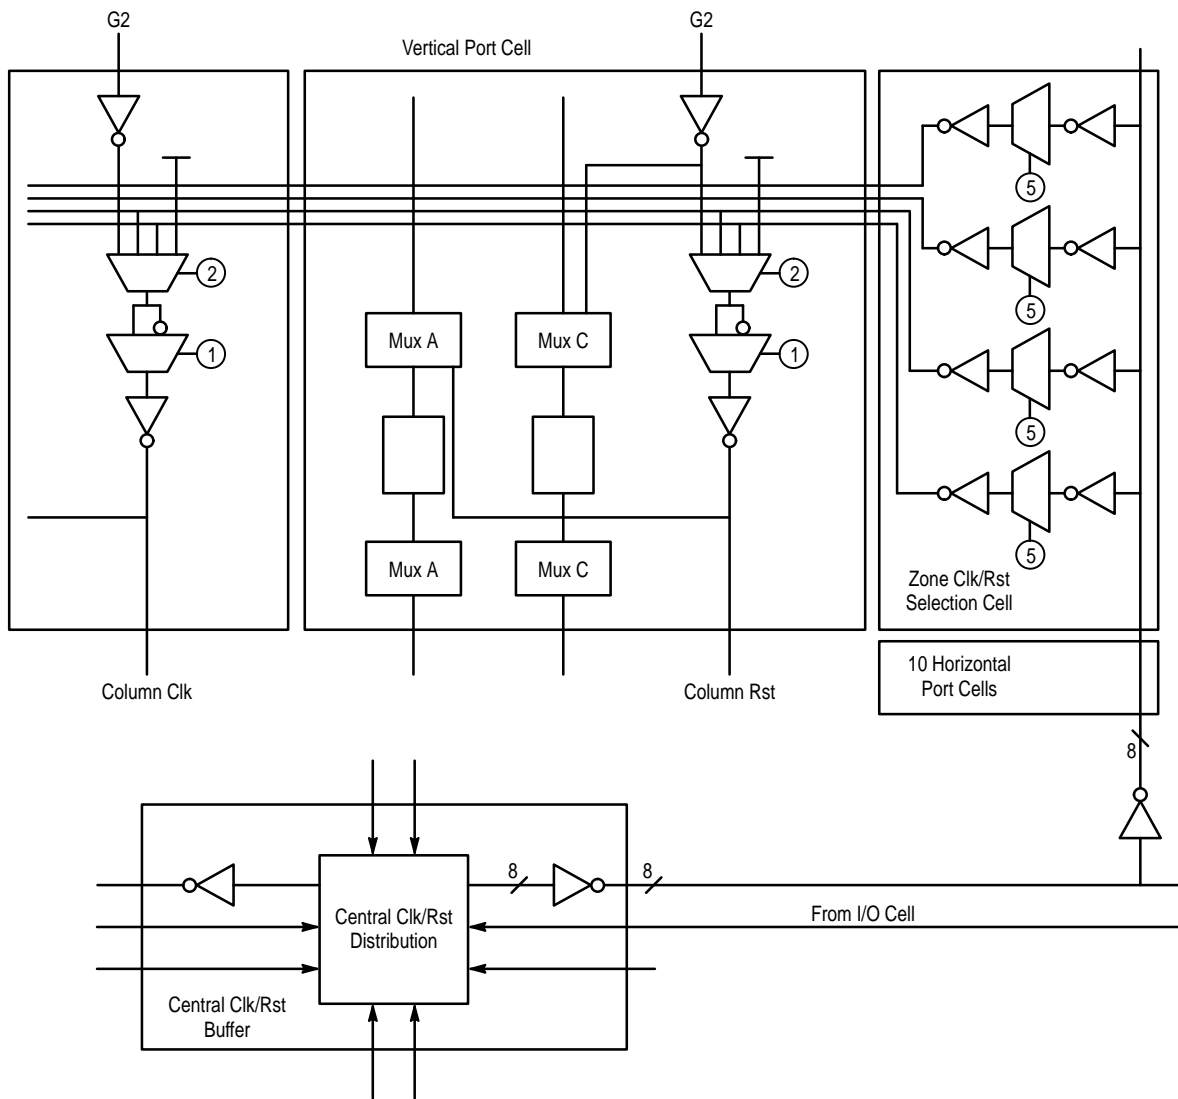 G2
G2
Vertical Port Cell
5
2
2
5
Mux A
Mux C
1
1
5
5
Mux A
Mux C
Zone Clk/Rst
Selection Cell
Column Clk
Column Rst
10 Horizontal
Port Cells
8
8
8
From I/O Cell
Central Clk/Rst
Distribution
Central Clk/Rst
Buffer